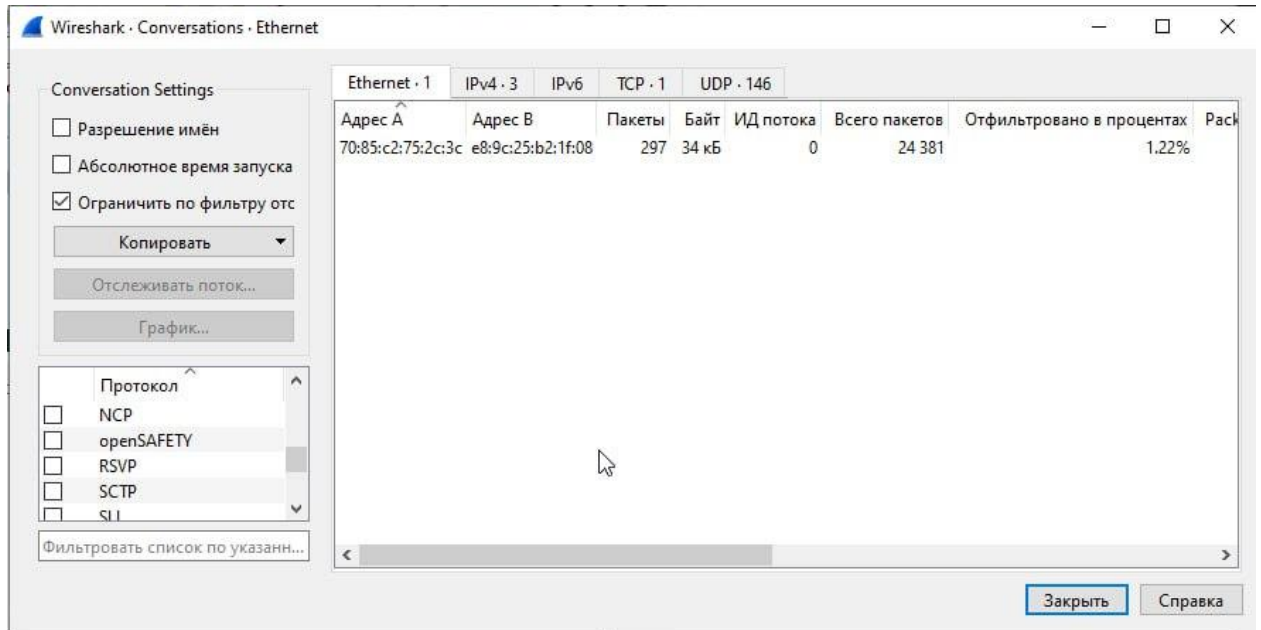 Wireshark · Conversations · Ethernet
Conversation Settings
Разрешение имён
Абсолютное время запуска
Ограничить по фильтру отс
Копировать
Отслеживать поток...
График...
Протокол
NCP
openSAFETY
RSVP
SCTP
SLL
Фильтровать список по указанн...
Ethernet · 1 IPv4 · 3 IPv6 TCP · 1 UDP · 146
Адрес A Адрес B Пакеты Байт ИД потока Всего пакетов Отфильтровано в процентах Pack
70:85:c2:75:2c:3c e8:9c:25:b2:1f:08 297 34 кБ 0 24 381 1.22%
Закрыть Справка